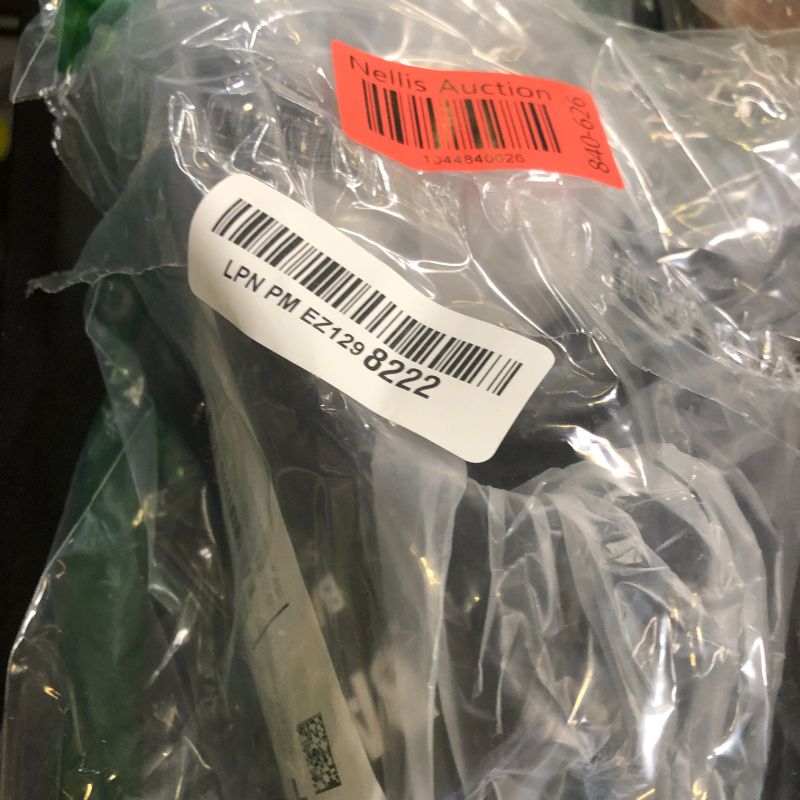 Nellis Auction
1044840626
840-626
LPN PM EZ129 8222